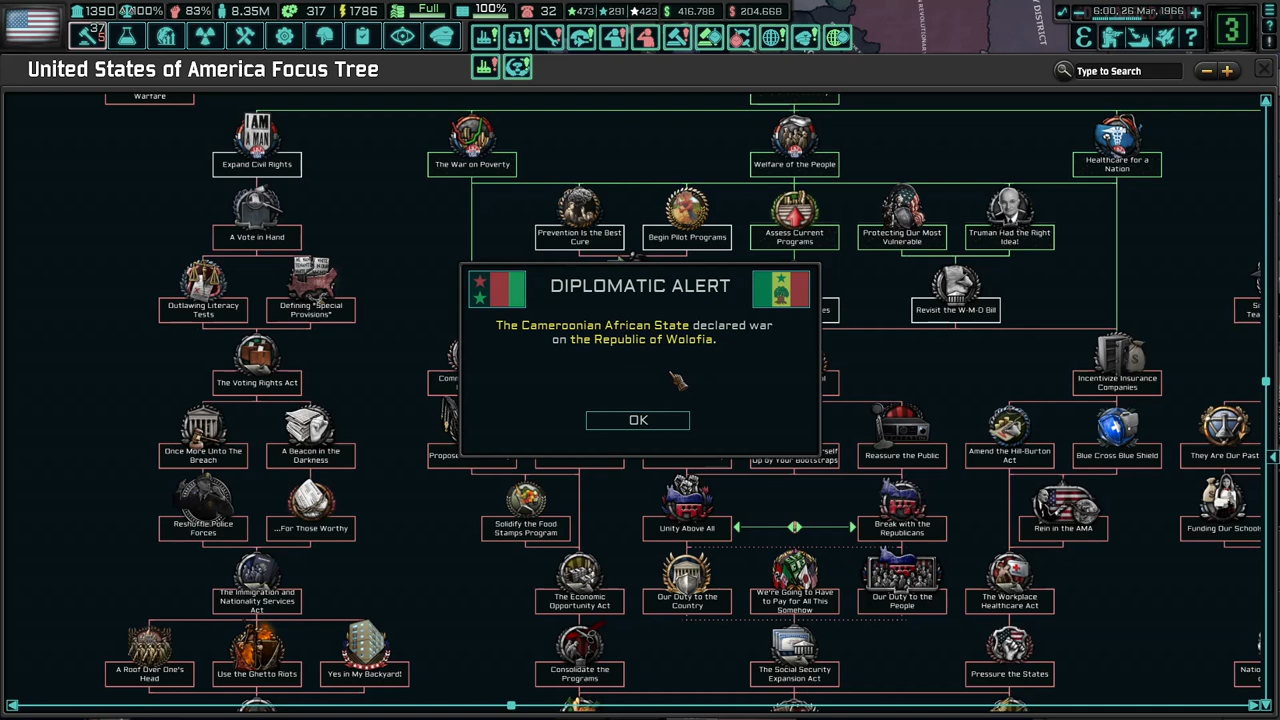 1390 100% 83% 8.35M 317 1786 Full 100% 32 473 291 423 $ 416.788 $ 204.668 6:00, 26 Mar, 1966 3
37
United States of America Focus Tree
Type to Search
Warfare
Expand Civil Rights
The War on Poverty
Welfare of the People
Healthcare for a
Nation
A Vote in Hand
Prevention Is the Best
Cure
Begin Pilot Programs
Assess Current
Programs
Protecting Our Most
Vulnerable
Truman Had the Right
Idea!
DIPLOMATIC ALERT
The Cameroonian African State declared war
on the Republic of Wolofia.
OK
Outlawing Literacy
Tests
Defining "Special
Provisions"
Revisit the W-M-D Bill
The Voting Rights Act
Incentivize Insurance
Companies
Once More Unto The
Breach
A Beacon in the
Darkness
Up by Your Bootstraps
Reassure the Public
Amend the Hill-Burton
Act
Blue Cross Blue Shield
They Are Our Past
Reshuffle Police
Forces
...For Those Worthy
Solidify the Food
Stamps Program
Unity Above All
Break with the
Republicans
Rein in the AMA
Funding Our Schools
The Immigration and
Nationality Services
Act
The Economic
Opportunity Act
Our Duty to the
Country
We're Going to Have
to Pay for All This
Somehow
Our Duty to the
People
The Workplace
Healthcare Act
A Roof Over One's
Head
Use the Ghetto Riots
Yes in My Backyard!
Consolidate the
Programs
The Social Security
Expansion Act
Pressure the States